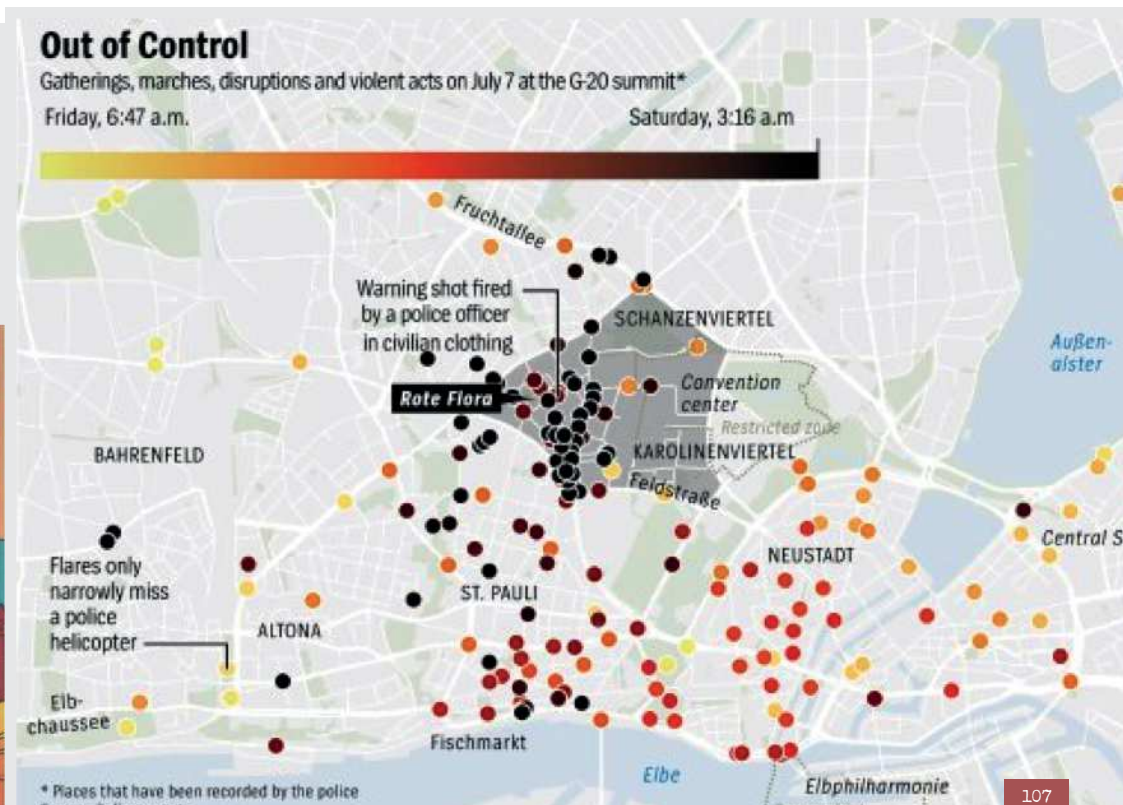 Out of Control
Gatherings, marches, disruptions and violent acts on July 7 at the G-20 summit*
Friday, 6:47 a.m.
Saturday, 3:16 a.m
Fruchtallee
Warning shot fired
by a police officer
in civilian clothing
SCHANZENVIERTEL
Außen-
alster
Rote Flora
Convention
center
Restricted zone
BAHRENFELD
KAROLINENVIERTEL
Feldstraße
Central S
NEUSTADT
Flares only
narrowly miss
a police
helicopter
ST. PAULI
ALTONA
Elb-
chaussee
Fischmarkt
Elbe
Elbphilharmonie
* Places that have been recorded by the police
107